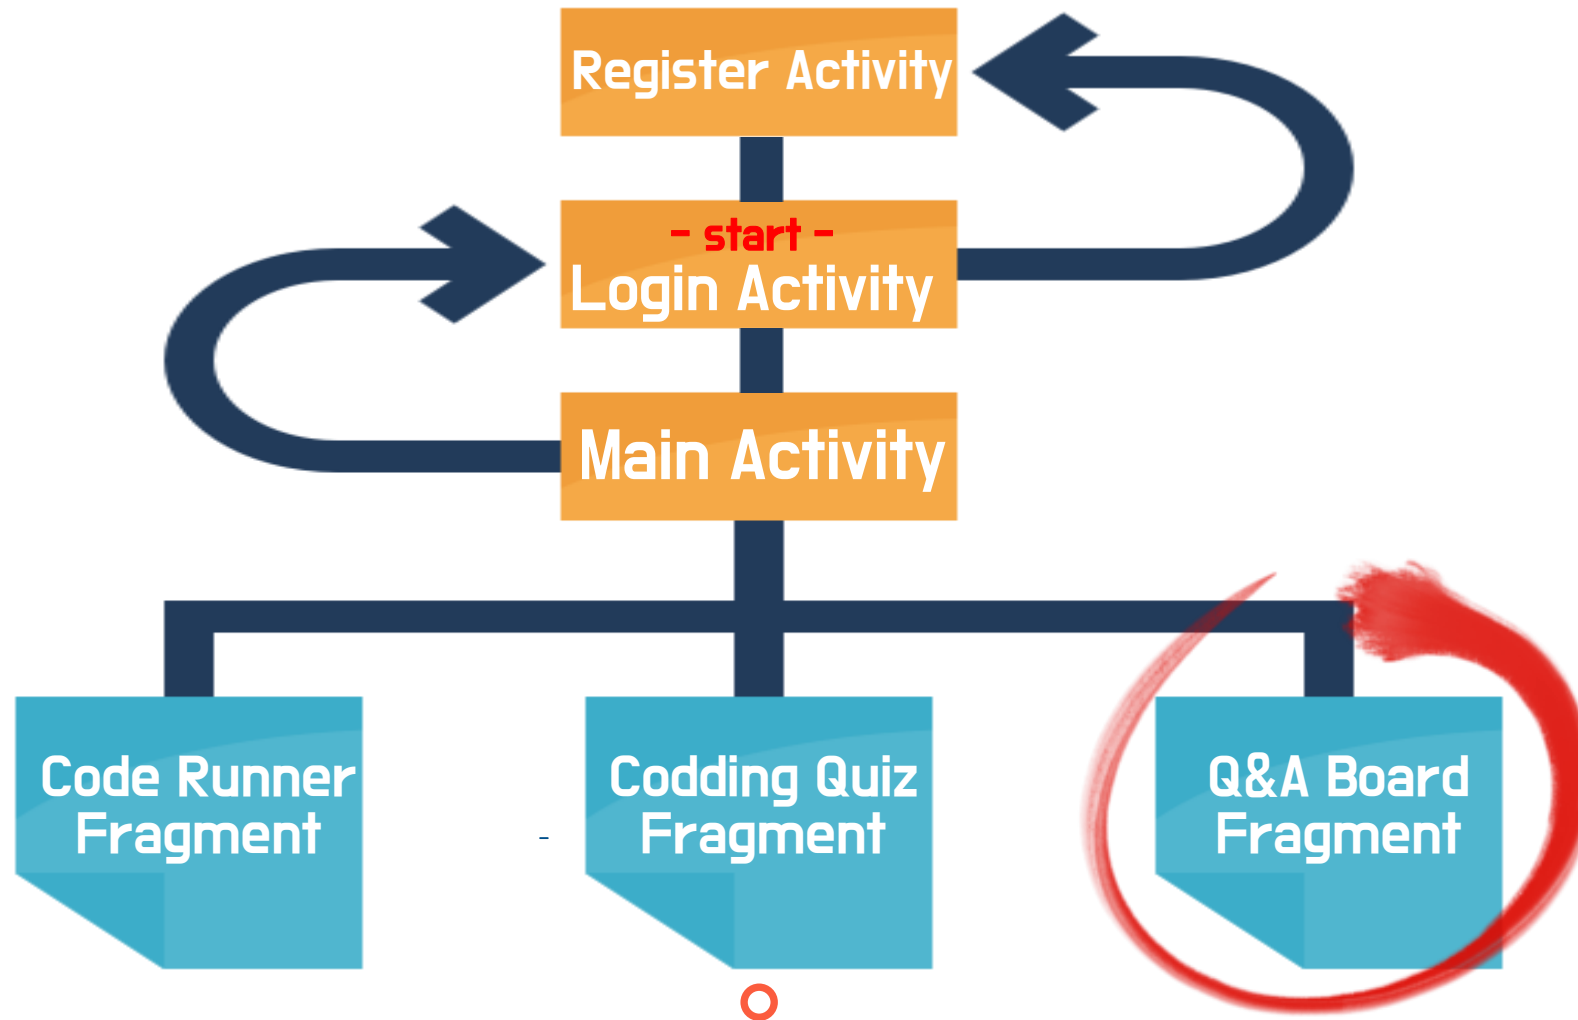 Register Activity
- start -
Login Activity
Main Activity
Code Runner
Fragment
-
Codding Quiz
Fragment
Q&A Board
Fragment